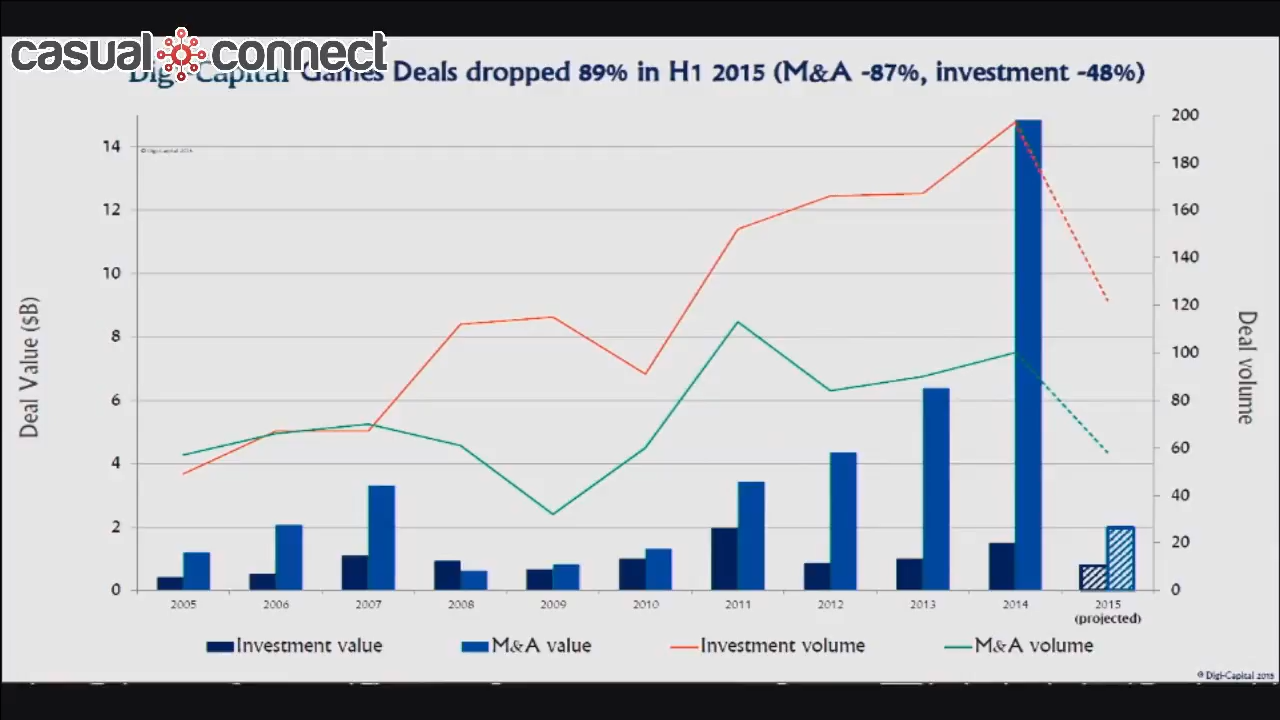 casual connect
Digi-Capital Games Deals dropped 89% in H1 2015 (M&A -87%, investment -48%)
© Digi-Capital 2015
Deal Value ($B)
14
12
10
8
6
4
2
0
200
180
160
140
120
100
80
60
40
20
0
Deal volume
2005 2006 2007 2008 2009 2010 2011 2012 2013 2014 2015
(projected)
Investment value M&A value Investment volume M&A volume
© Digi-Capital 2015